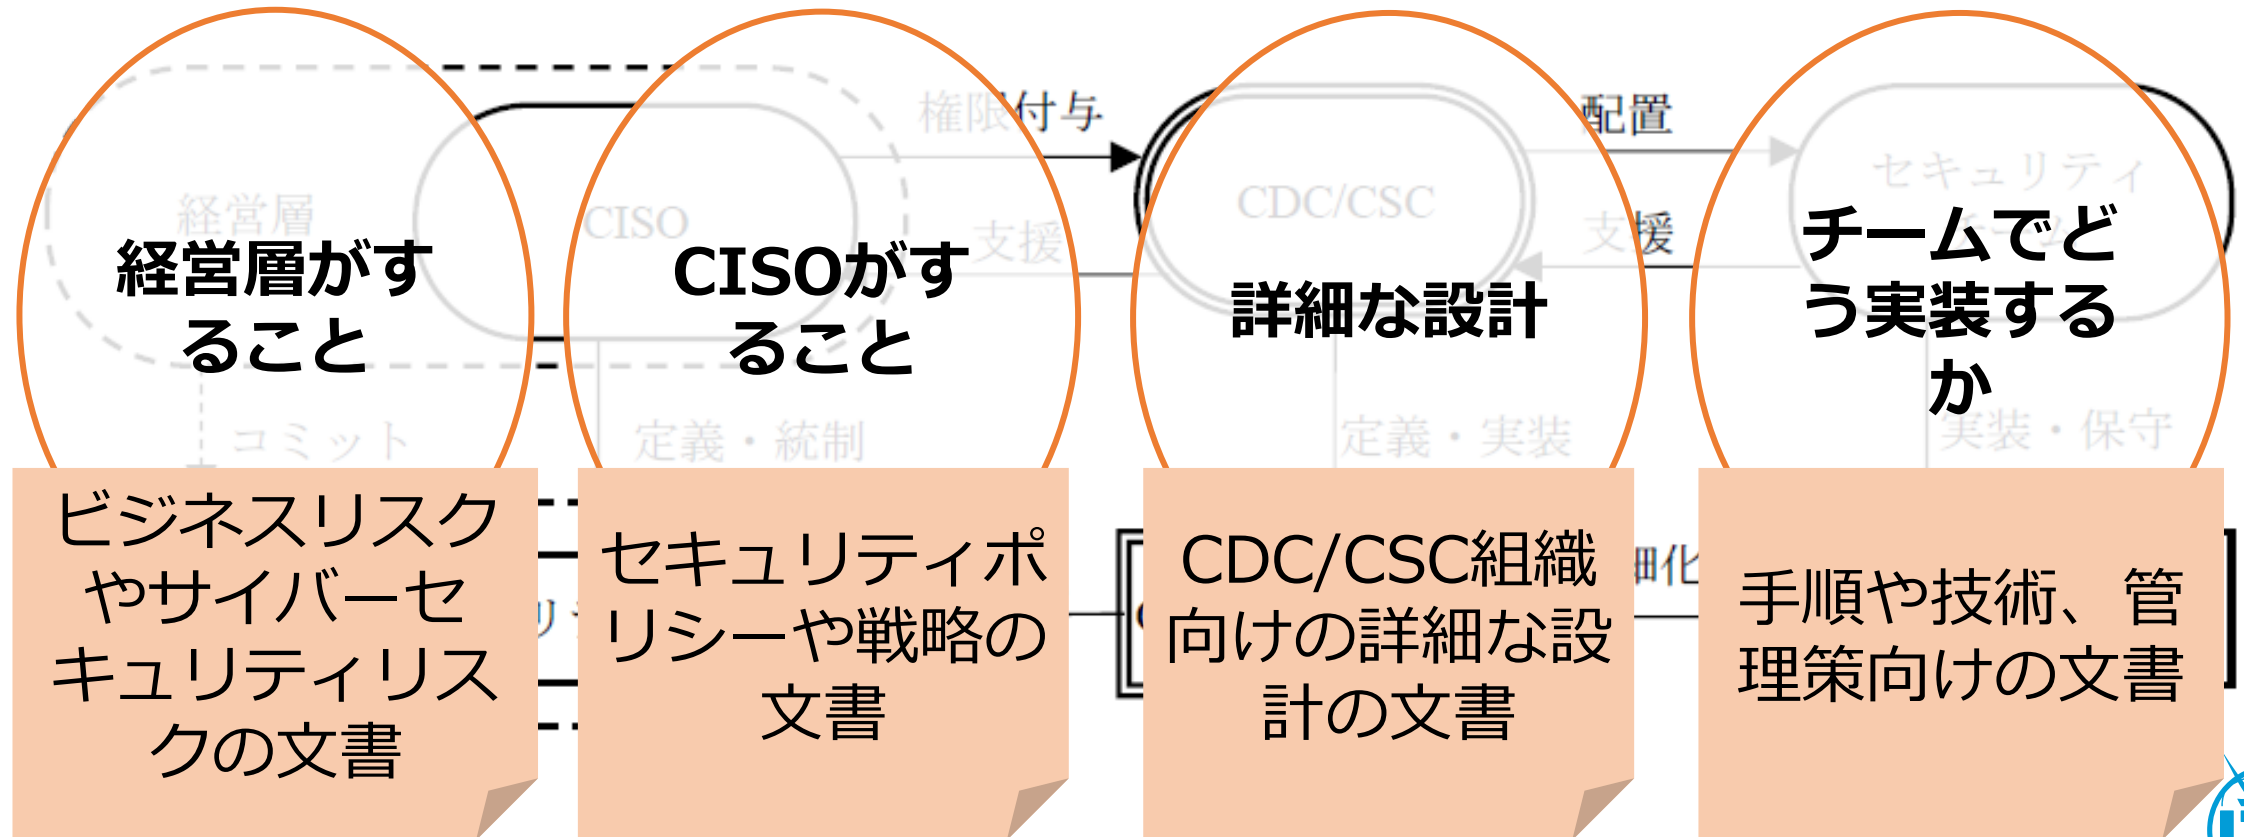 権限付与
配置
経営層
CISO
CDC/CSC
セキュリティ
支援
支援
経営層がす
ること
CISOがす
ること
詳細な設計
チームでど
う実装する
か
コミット
定義・統制
定義・実装
実装・保守
ビジネスリスク
やサイバーセ
キュリティリス
クの文書
セキュリティポ
リシーや戦略の
文書
CDC/CSC組織
向けの詳細な設
計の文書
細化
手順や技術、管
理策向けの文書